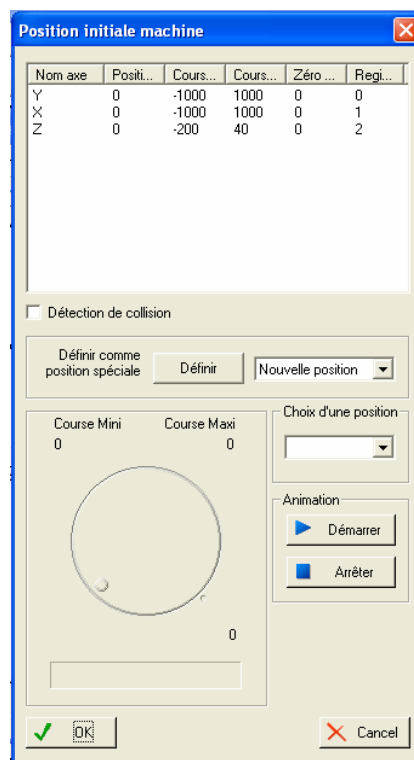 Position initiale machine
Nom axe Positi... Cours... Cours... Zéro ... Regi...
Y 0 -1000 1000 0 0
X 0 -1000 1000 0 1
Z 0 -200 40 0 2
Détection de collision
Définir comme
position spéciale Définir Nouvelle position
Course Mini Course Maxi
0 0
0
Choix d'une position
Animation
Démarrer
Arrêter
OK Cancel